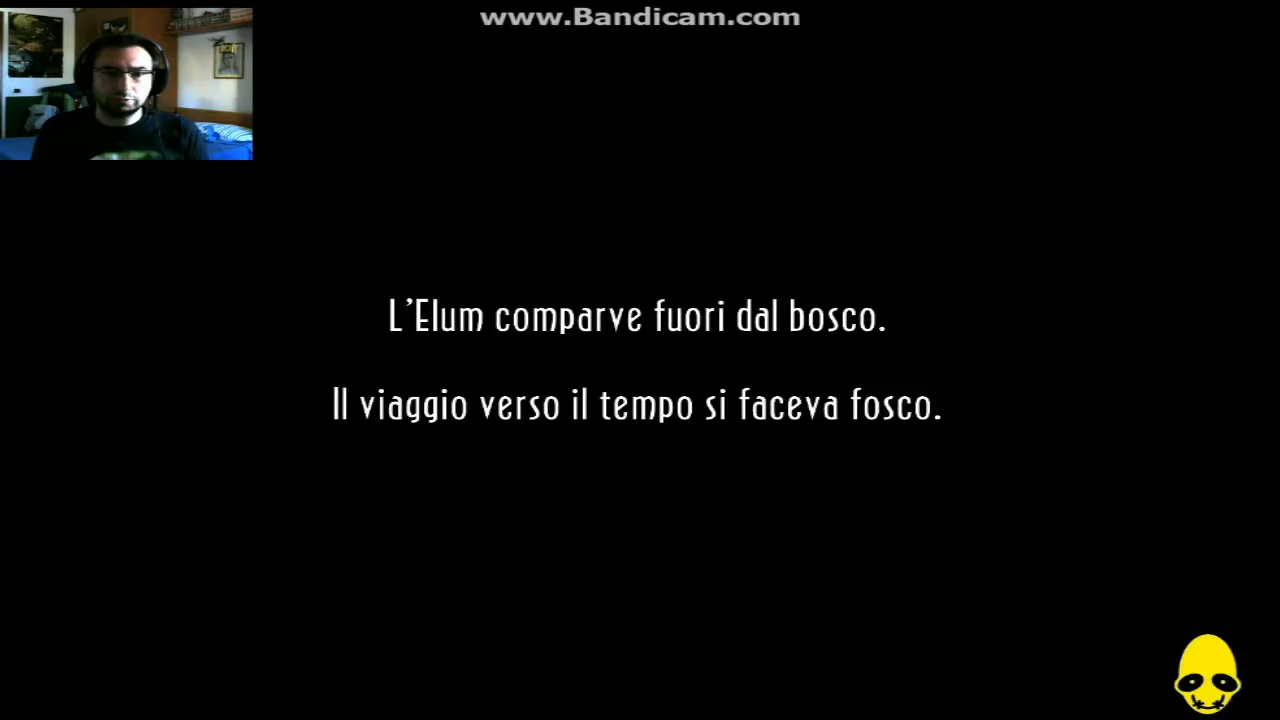 www.Bandicam.com
L'Elum comparve fuori dal bosco.
Il viaggio verso il tempo si faceva fosco.